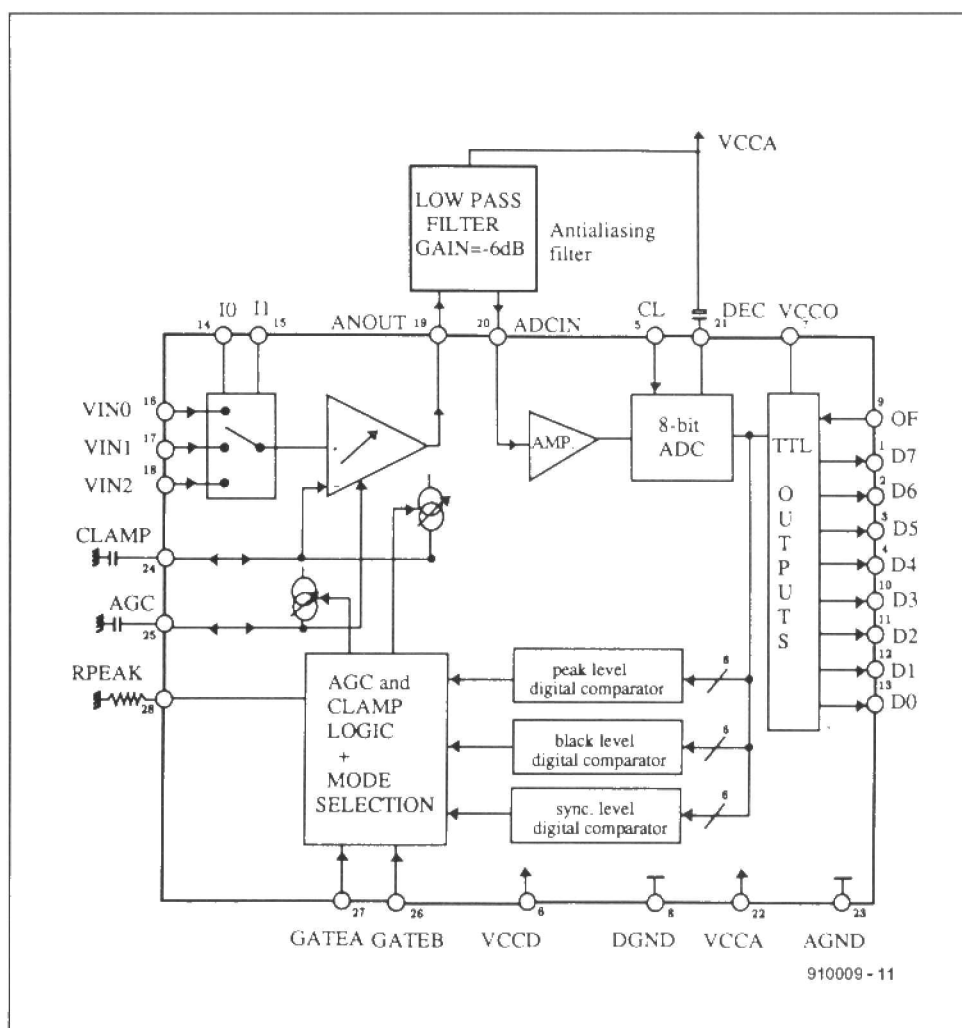 VCCA
LOW PASS
FILTER
GAIN=-6dB
Antialiasing
filter
I0 I1
14 15
ANOUT 19
20 ADCIN
CL
5
DEC
21
VCCO
7
VIN0 16
VIN1 17
VIN2 18
AMP.
8-bit
ADC
TTL
OUTPUTS
9 OF
1 D7
2 D6
3 D5
4 D4
10 D3
11 D2
12 D1
13 D0
CLAMP
24
AGC
25
RPEAK
28
AGC and
CLAMP
LOGIC
+
MODE
SELECTION
peak level
digital comparator
black level
digital comparator
sync. level
digital comparator
27 26 6 8 22 23
GATEA GATEB VCCD DGND VCCA AGND
910009 - 11